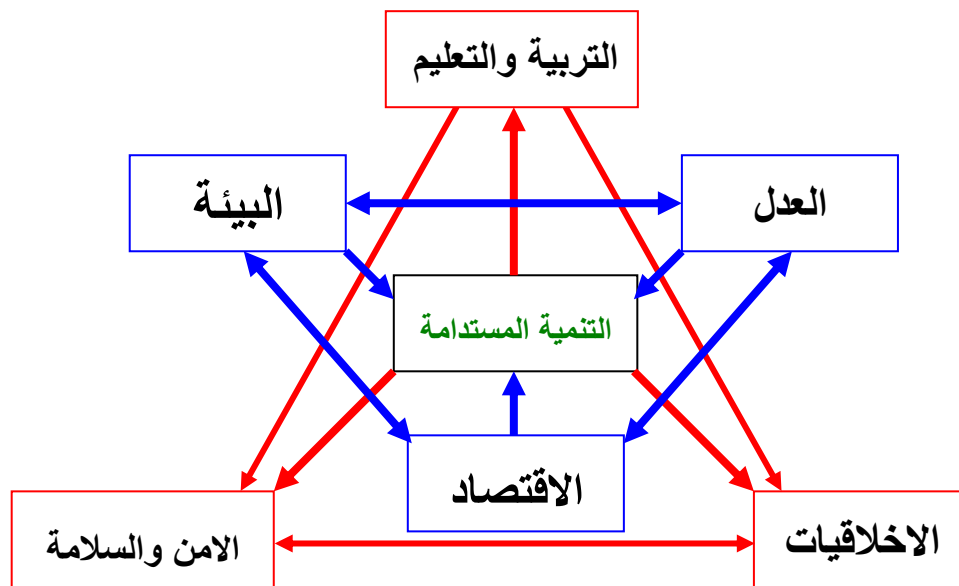 التربية والتعليم
العدل
البيئة
التنمية المستدامة
الاقتصاد
الاخلاقيات
الامن والسلامة